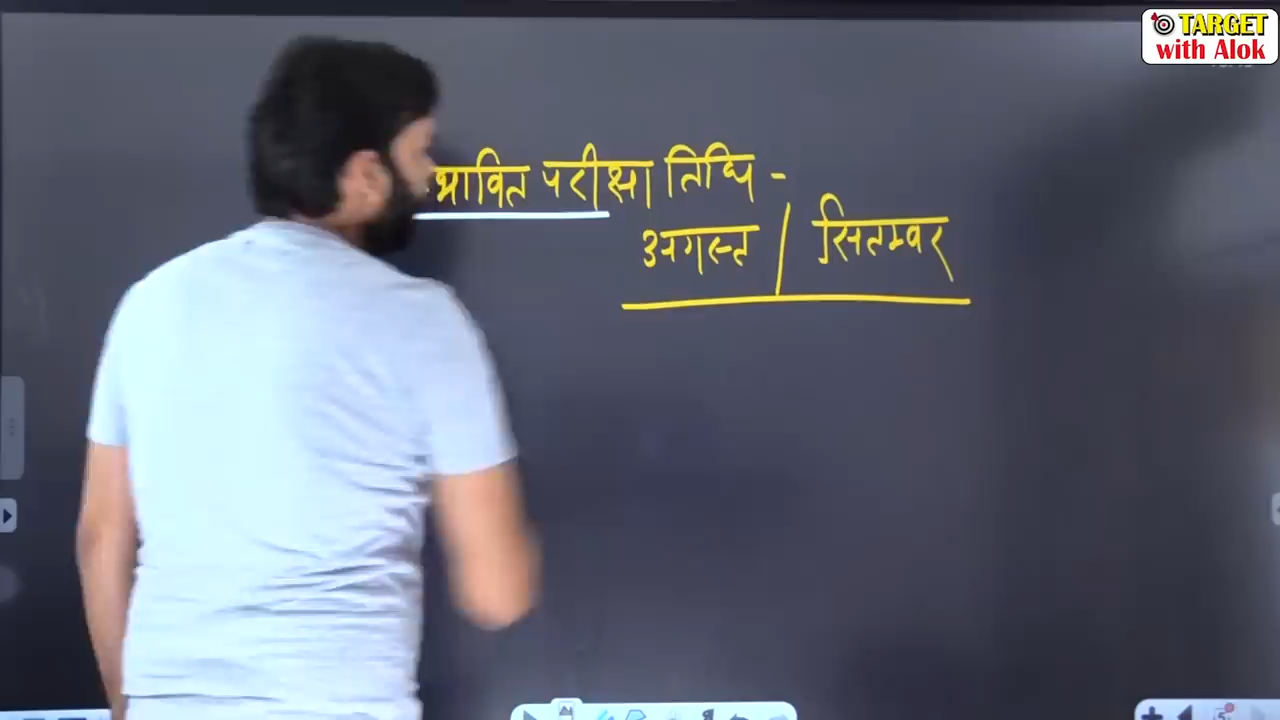 TARGET
with Alok
भावित परीक्षा तिथि -
अगस्त / सितम्बर